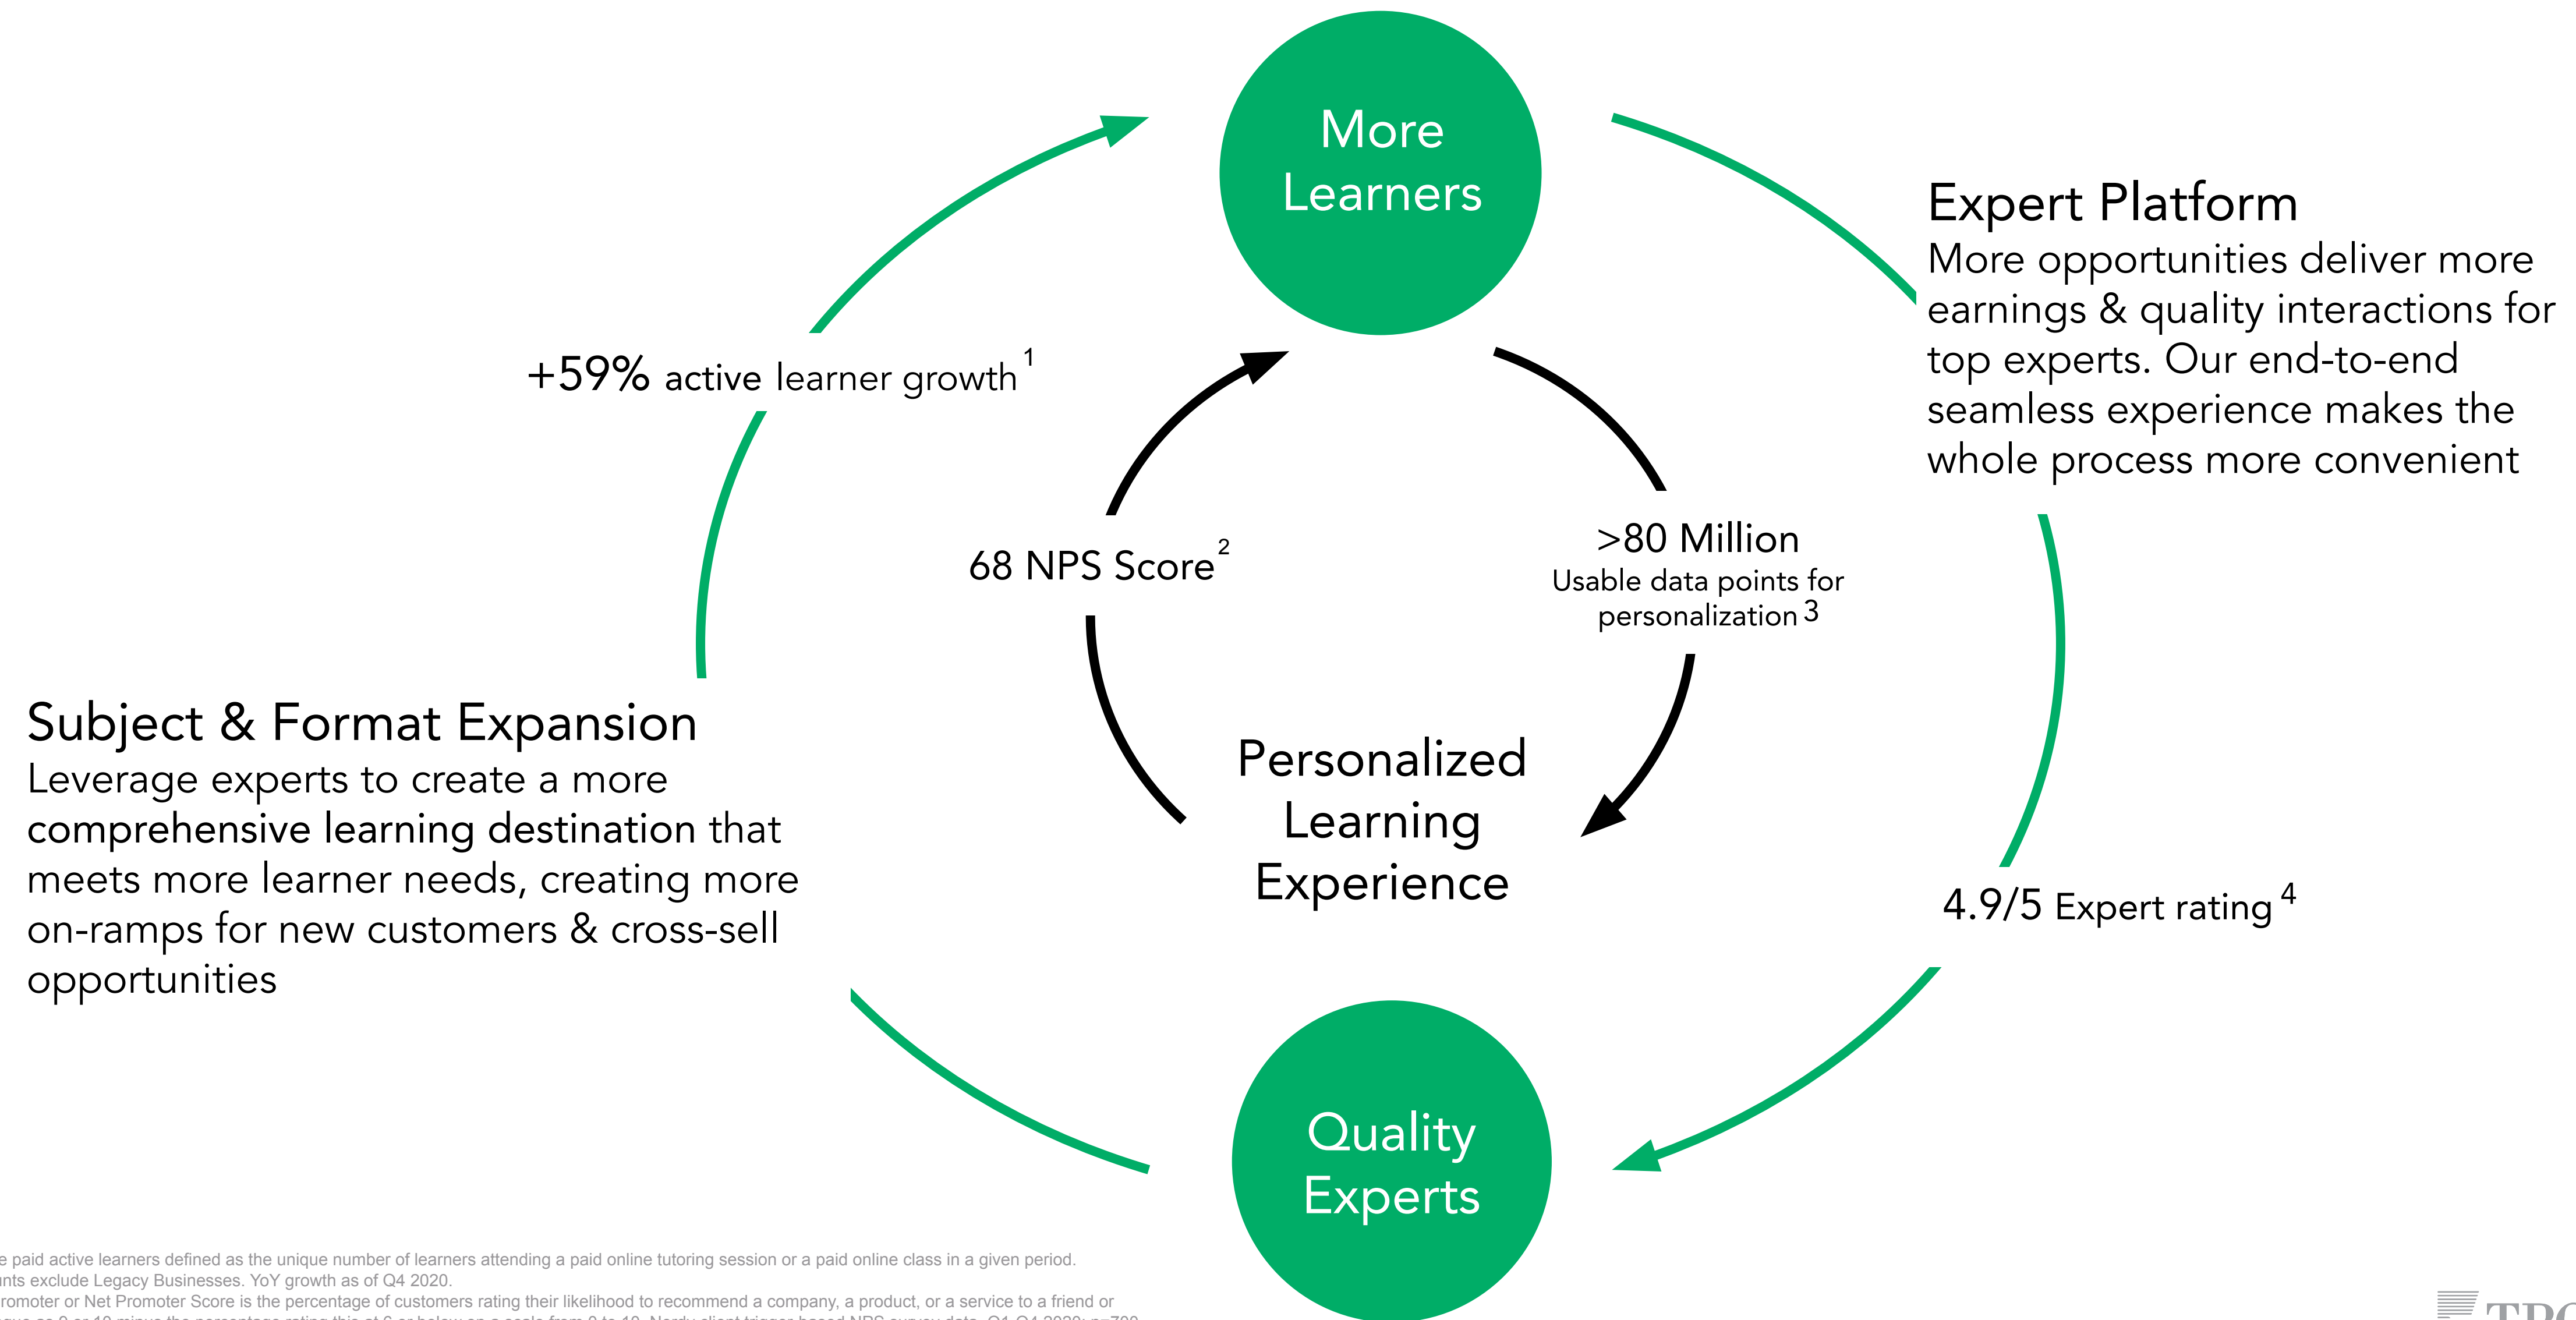 More
Learners
Expert Platform
More opportunities deliver more
earnings & quality interactions for
top experts. Our end-to-end
seamless experience makes the
whole process more convenient
+59% active learner growth 1
68 NPS Score 2
>80 Million
Usable data points for
personalization 3
Subject & Format Expansion
Leverage experts to create a more
comprehensive learning destination that
meets more learner needs, creating more
on-ramps for new customers & cross-sell
opportunities
Personalized
Learning
Experience
4.9/5 Expert rating 4
Quality
Experts
paid active learners defined as the unique number of learners attending a paid online tutoring session or a paid online class in a given period.
exclude Legacy Businesses. YoY growth as of Q4 2020.
or Net Promoter Score is the percentage of customers rating their likelihood to recommend a company, a product, or a service to a friend or